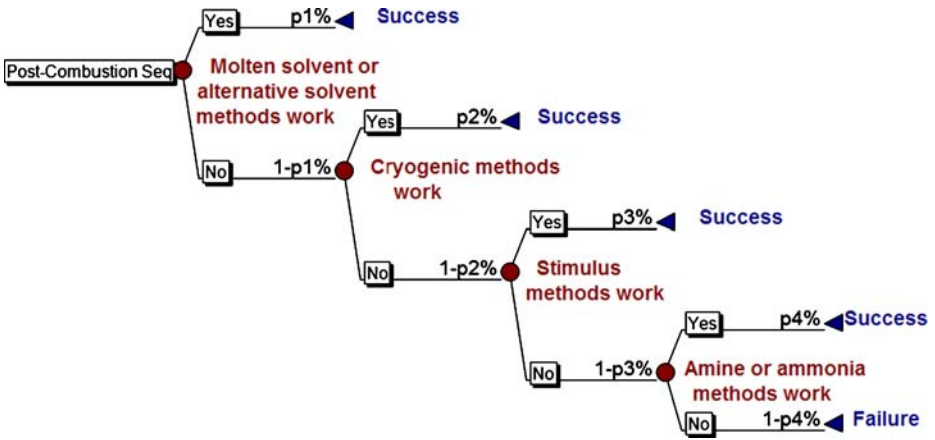 Yes p1% Success
Post-Combustion Seq
Molten solvent or
alternative solvent
methods work
Yes p2% Success
No 1-p1%
Cryogenic methods
work
Yes p3% Success
No 1-p2%
Stimulus
methods work
Yes p4% Success
No 1-p3%
Amine or ammonia
methods work
No 1-p4% Failure